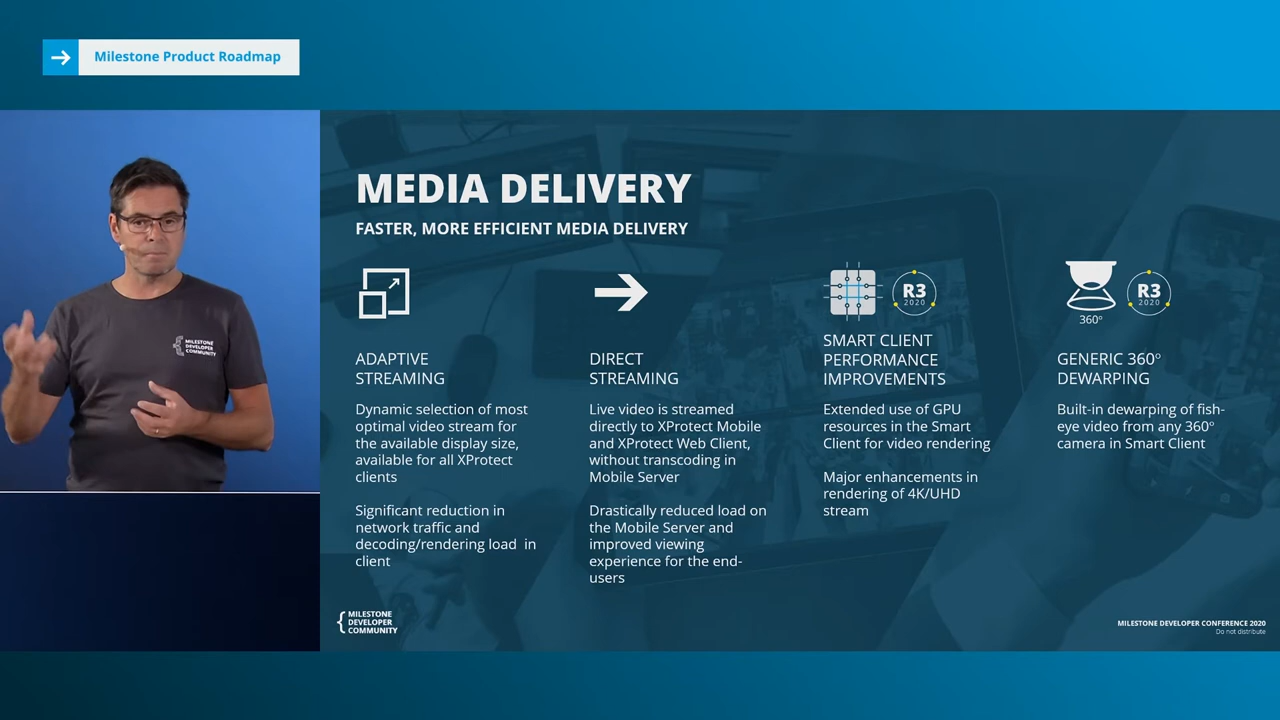 Milestone Product Roadmap
MILESTONE
DEVELOPER
COMMUNITY
MEDIA DELIVERY
FASTER, MORE EFFICIENT MEDIA DELIVERY
ADAPTIVE
STREAMING
Dynamic selection of most
optimal video stream for
the available display size,
available for all XProtect
clients
Significant reduction in
network traffic and
decoding/rendering load in
client
DIRECT
STREAMING
Live video is streamed
directly to XProtect Mobile
and XProtect Web Client,
without transcoding in
Mobile Server
Drastically reduced load on
the Mobile Server and
improved viewing
experience for the end-
users
R3
2020
SMART CLIENT
PERFORMANCE
IMPROVEMENTS
Extended use of GPU
resources in the Smart
Client for video rendering
Major enhancements in
rendering of 4K/UHD
stream
360°
R3
2020
GENERIC 360°
DEWARPING
Built-in dewarping of fish-
eye video from any 360°
camera in Smart Client
{ MILESTONE
DEVELOPER
COMMUNITY
MILESTONE DEVELOPER CONFERENCE 2020
Do not distribute